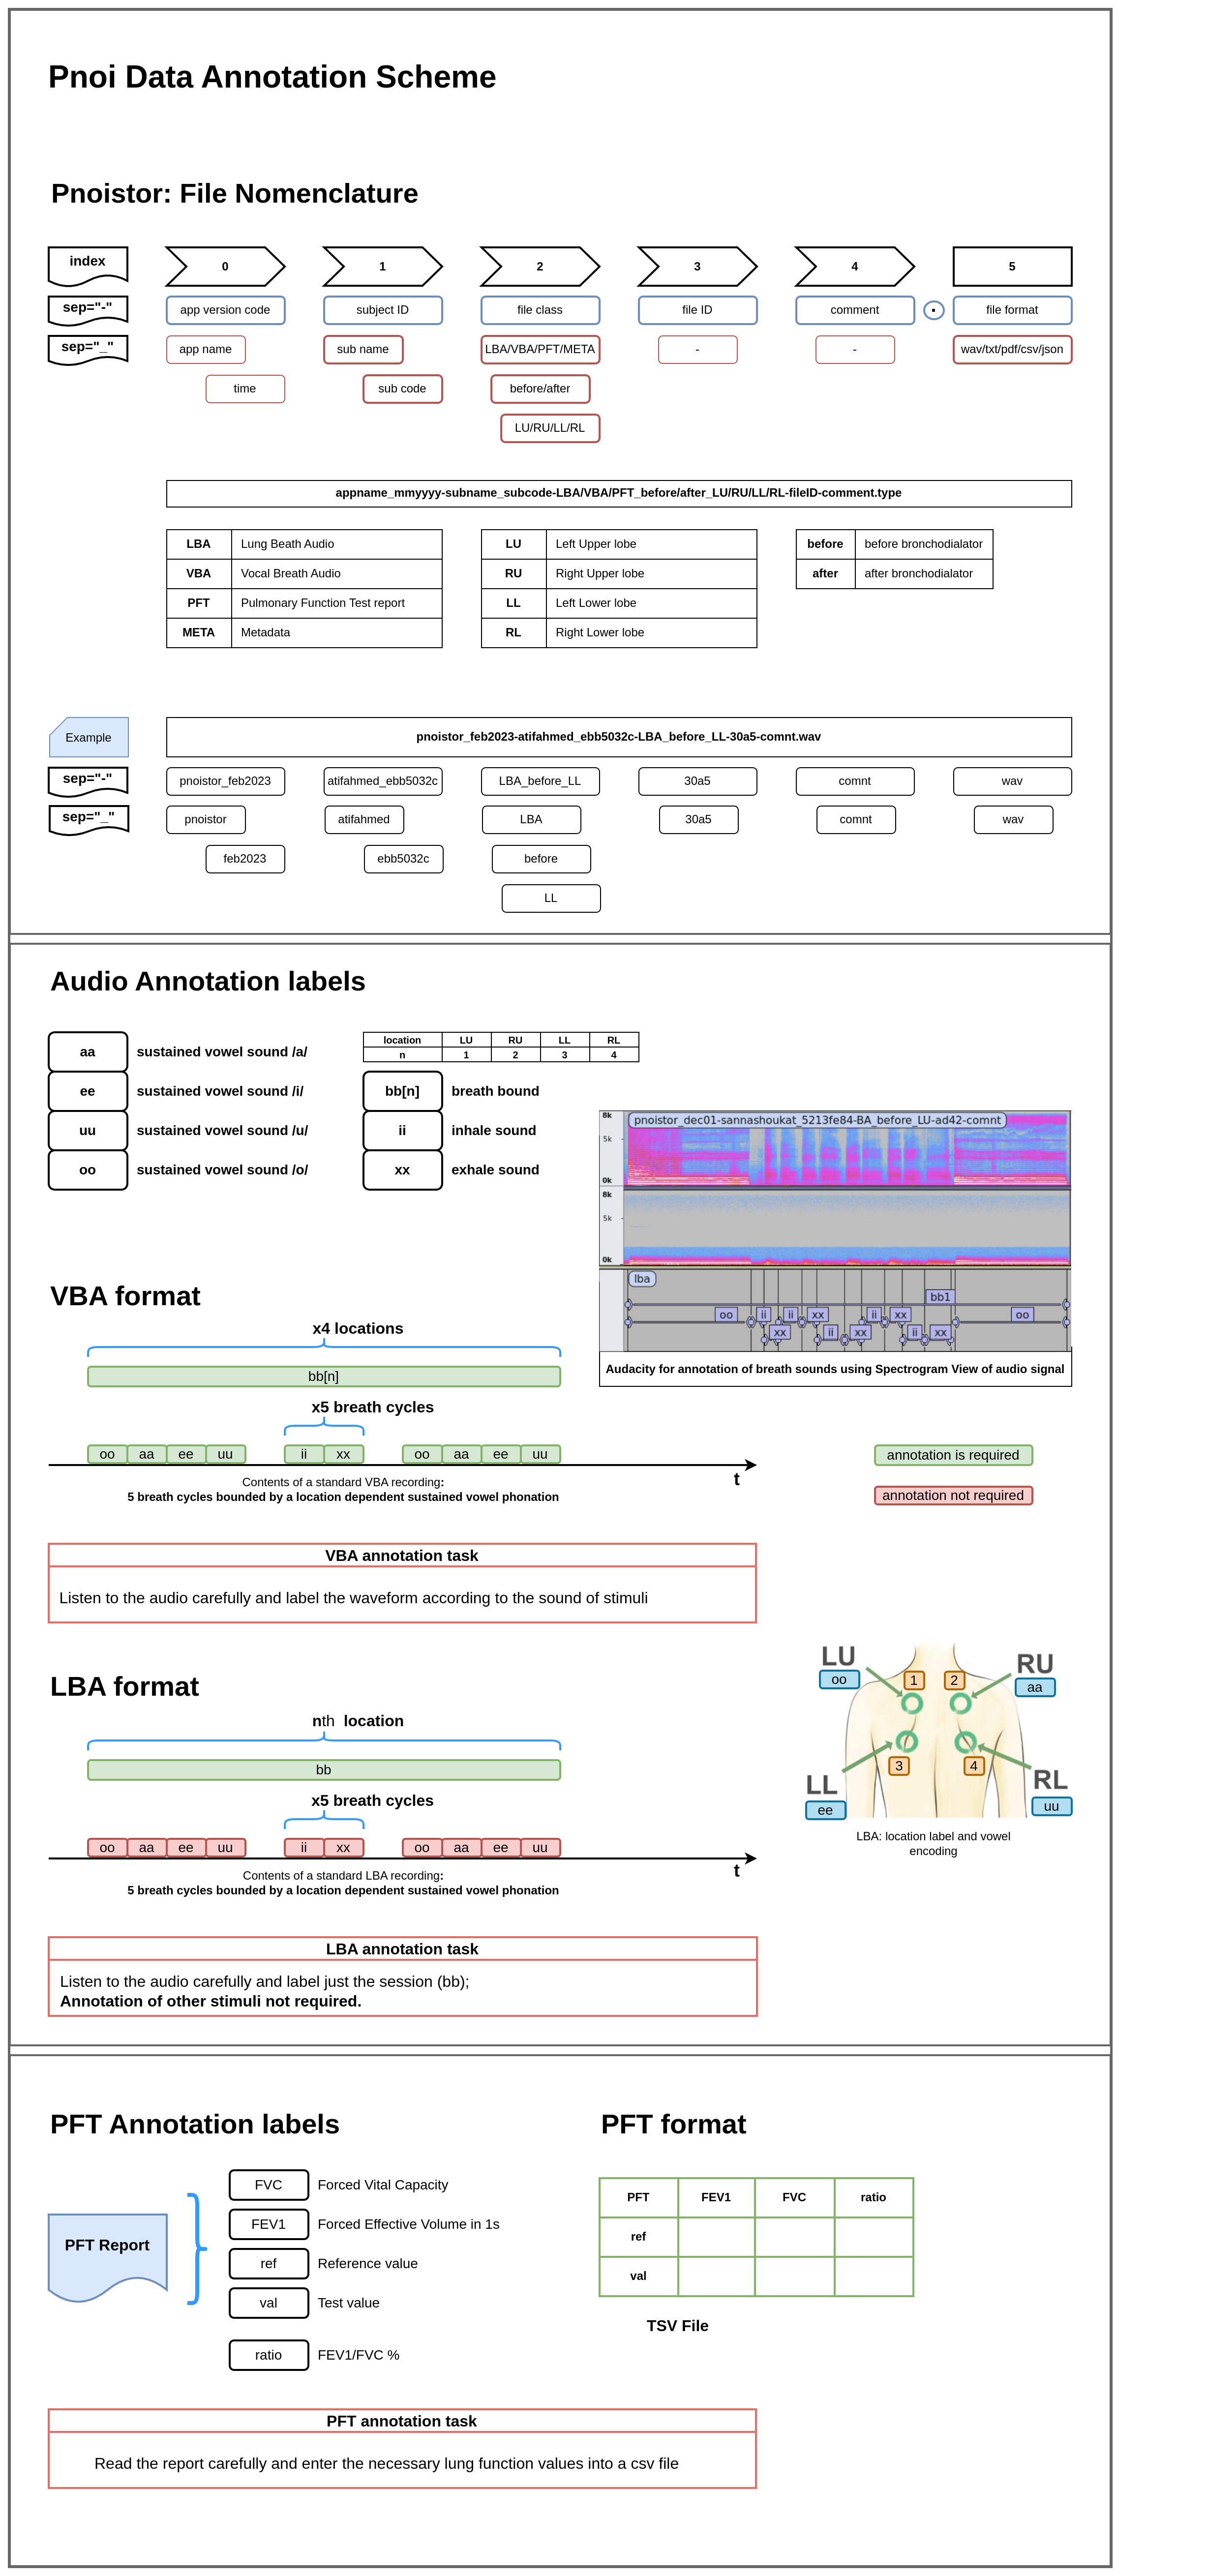 Pnoi Data Annotation Scheme
Pnoistor: File Nomenclature
index 0 1 2 3 4 5
sep="-" app version code subject ID file class file ID comment . file format
sep="_" app name sub name LBA/VBA/PFT/META - - wav/txt/pdf/csv/json
time sub code before/after
LU/RU/LL/RL
appname_mmyyyy-subname_subcode-LBA/VBA/PFT_before/after_LU/RU/LL/RL-fileID-comment.type
LBA Lung Beath Audio LU Left Upper lobe before before bronchodialator
VBA Vocal Breath Audio RU Right Upper lobe after after bronchodialator
PFT Pulmonary Function Test report LL Left Lower lobe
META Metadata RL Right Lower lobe
Example pnoistor_feb2023-atifahmed_ebb5032c-LBA_before_LL-30a5-comnt.wav
sep="-" pnoistor_feb2023 atifahmed_ebb5032c LBA_before_LL 30a5 comnt wav
sep="_" pnoistor atifahmed LBA 30a5 comnt wav
feb2023 ebb5032c before
LL
Audio Annotation labels
location LU RU LL RL
n 1 2 3 4
aa sustained vowel sound /a/
ee sustained vowel sound /i/ bb[n] breath bound
uu sustained vowel sound /u/ ii inhale sound
oo sustained vowel sound /o/ xx exhale sound
8k pnoistor_dec01-sannashoukat_5213fe84-BA_before_LU-ad42-comnt
5k
0k
8k
5k
0k
lba
bb1
oo ii ii xx ii xx oo
xx ii xx ii xx
Audacity for annotation of breath sounds using Spectrogram View of audio signal
VBA format
x4 locations
bb[n]
x5 breath cycles
oo aa ee uu ii xx oo aa ee uu
t
Contents of a standard VBA recording:
5 breath cycles bounded by a location dependent sustained vowel phonation
annotation is required
annotation not required
VBA annotation task
Listen to the audio carefully and label the waveform according to the sound of stimuli
LBA format
nth location
bb
x5 breath cycles
oo aa ee uu ii xx oo aa ee uu
t
Contents of a standard LBA recording:
5 breath cycles bounded by a location dependent sustained vowel phonation
LU RU
oo 1 2 aa
3 4
LL RL
ee uu
LBA: location label and vowel
encoding
LBA annotation task
Listen to the audio carefully and label just the session (bb);
Annotation of other stimuli not required.
PFT Annotation labels
PFT Report
FVC Forced Vital Capacity
FEV1 Forced Effective Volume in 1s
ref Reference value
val Test value
ratio FEV1/FVC %
PFT format
PFT FEV1 FVC ratio
ref
val
TSV File
PFT annotation task
Read the report carefully and enter the necessary lung function values into a csv file